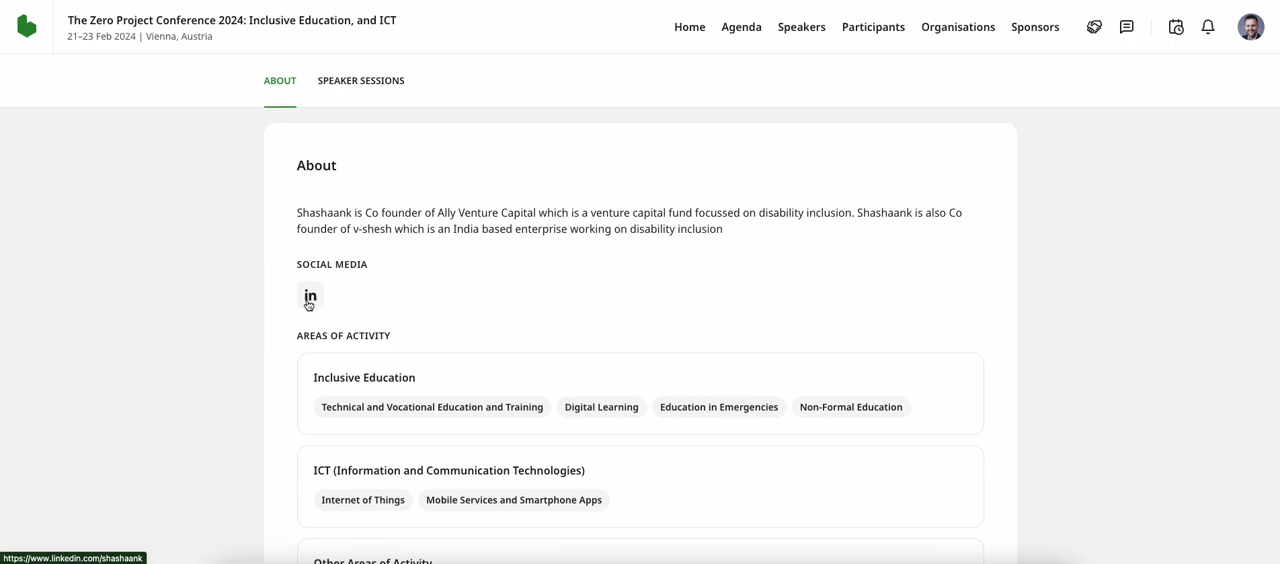 The Zero Project Conference 2024: Inclusive Education, and ICT
21–23 Feb 2024 | Vienna, Austria
Home Agenda Speakers Participants Organisations Sponsors
ABOUT SPEAKER SESSIONS
About
Shashaank is Co founder of Ally Venture Capital which is a venture capital fund focussed on disability inclusion. Shashaank is also Co
founder of v-shesh which is an India based enterprise working on disability inclusion
SOCIAL MEDIA
in
AREAS OF ACTIVITY
Inclusive Education
Technical and Vocational Education and Training Digital Learning Education in Emergencies Non-Formal Education
ICT (Information and Communication Technologies)
Internet of Things Mobile Services and Smartphone Apps
Other Areas of Activity
https://www.linkedin.com/shashaank